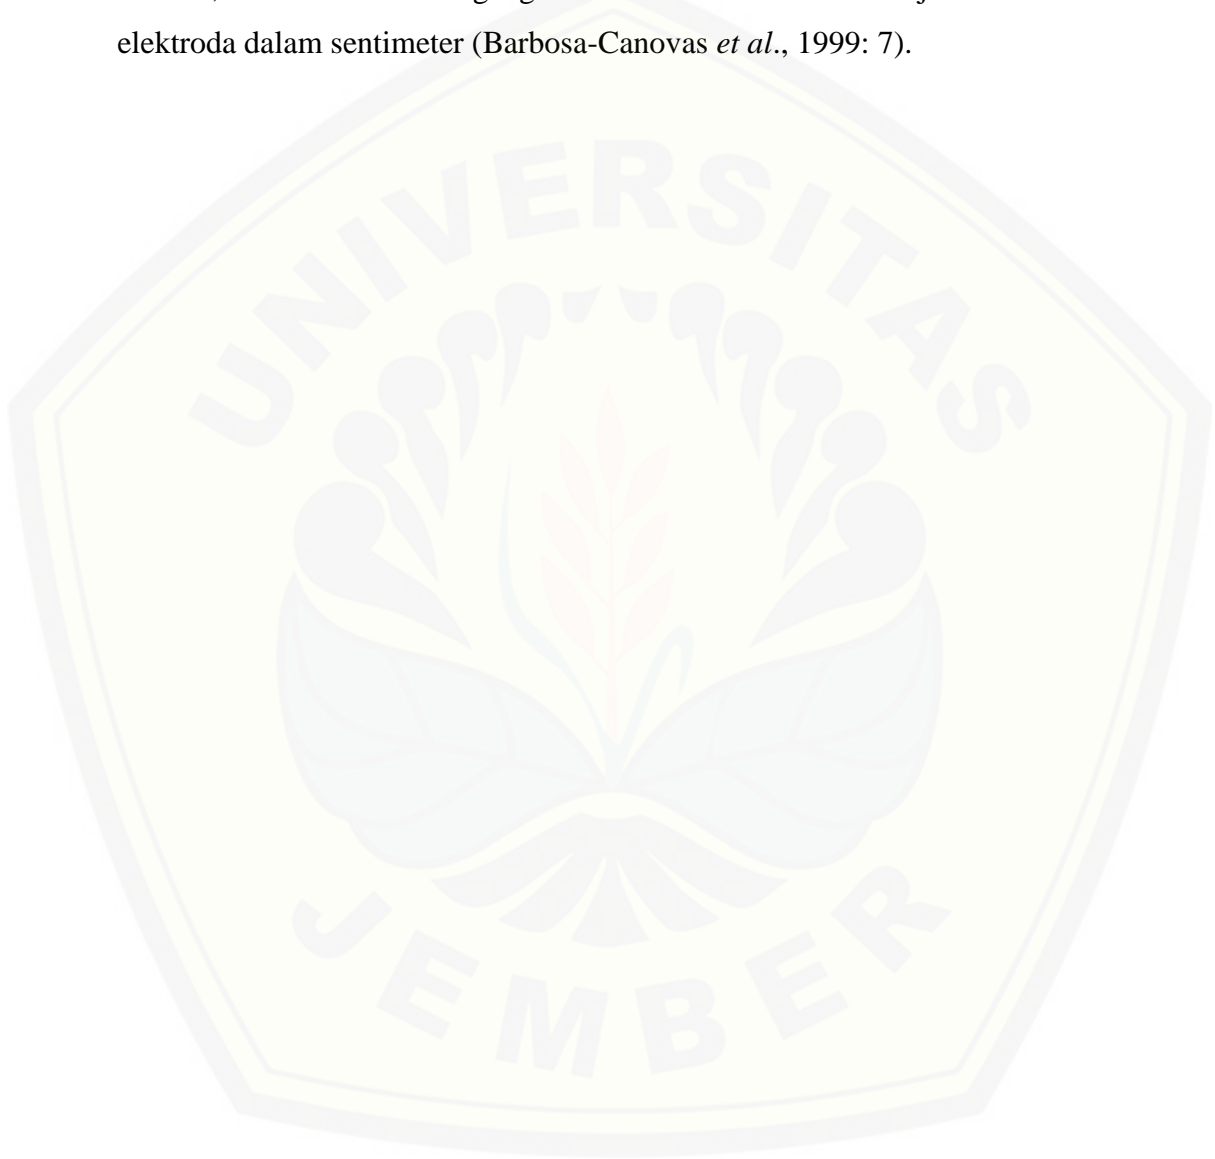 elektroda dalam sentimeter (Barbosa-Canovas et al., 1999: 7).
UNIVERSITAS
JEMBER